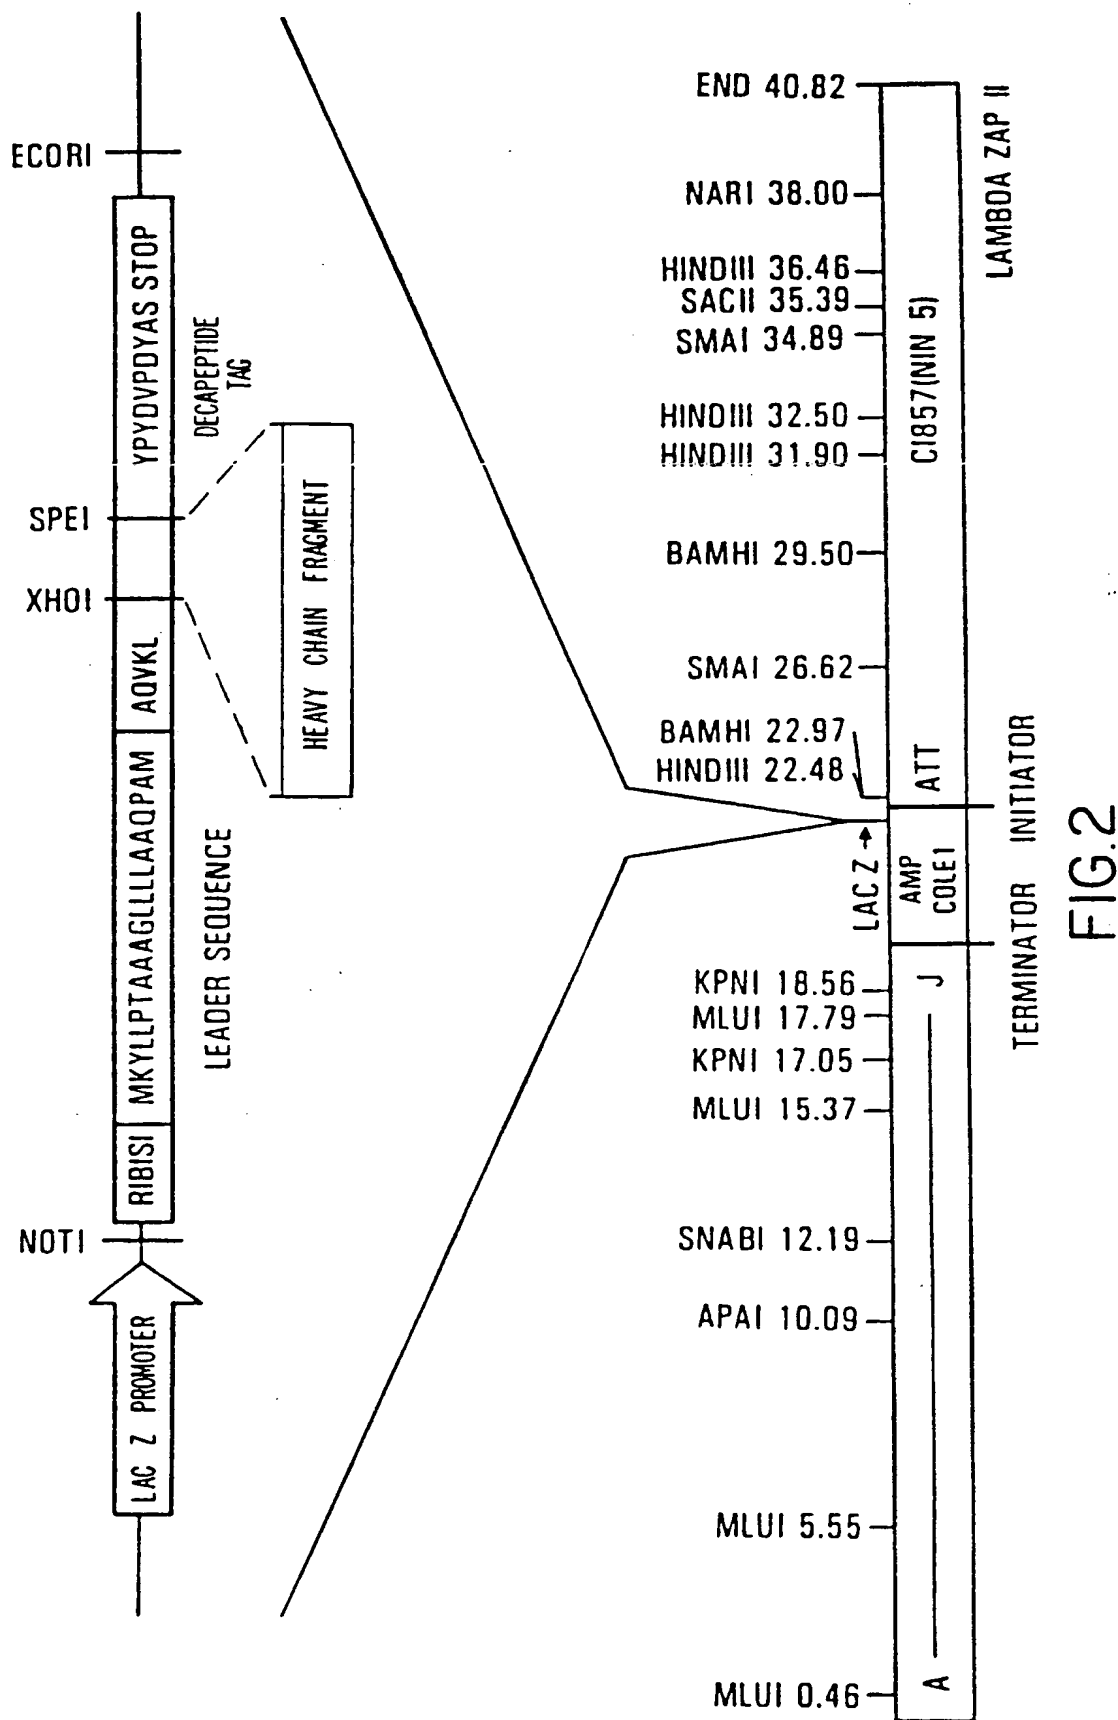 ECORI
SPEI
XHOI
NOTI
LAC Z PROMOTER
RIBISI
MKYLLPTAAAGLLLLAAQPAM
AQVKL
YPYDVPDYAS STOP
LEADER SEQUENCE
DECAPEPTIDE
TAG
HEAVY CHAIN FRAGMENT
END 40.82
NARI 38.00
HINDIII 36.46
SACII 35.39
SMAI 34.89
HINDIII 32.50
HINDIII 31.90
BAMHI 29.50
SMAI 26.62
BAMHI 22.97
HINDIII 22.48
LAC Z
KPNI 18.56
MLUI 17.79
KPNI 17.05
MLUI 15.37
SNABI 12.19
APAI 10.09
MLUI 5.55
MLUI 0.46
A
J
AMP
COLE1
ATT
CI857(NIN 5)
TERMINATOR
INITIATOR
LAMBDA ZAP II
FIG.2